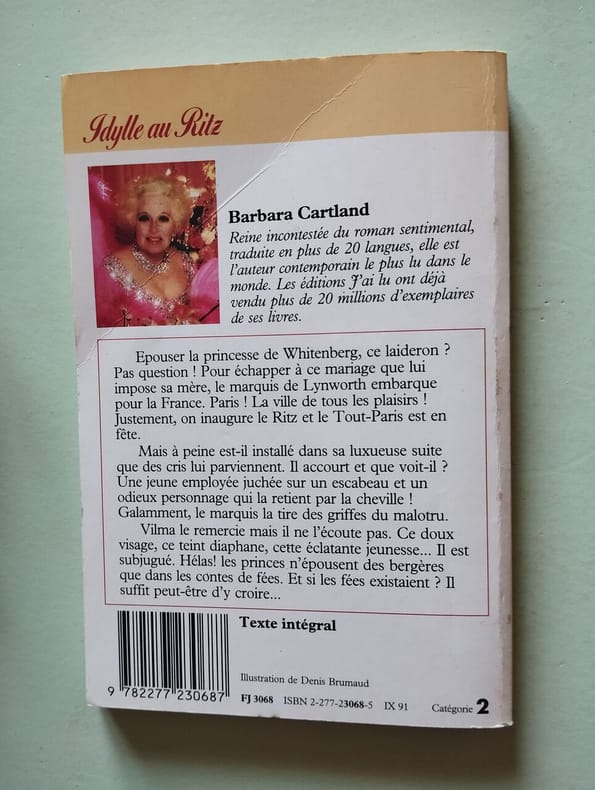 Idylle au Ritz
Barbara Cartland
Reine incontestée du roman sentimental,
traduite en plus de 20 langues, elle est
l'auteur contemporain le plus lu dans le
monde. Les éditions J'ai lu ont déjà
vendu plus de 20 millions d'exemplaires
de ses livres.
Epouser la princesse de Whitenberg, ce laideron ?
Pas question ! Pour échapper à ce mariage que lui
impose sa mère, le marquis de Lynworth embarque
pour la France. Paris ! La ville de tous les plaisirs !
Justement, on inaugure le Ritz et le Tout-Paris est en
fête.
Mais à peine est-il installé dans sa luxueuse suite
que des cris lui parviennent. Il accourt et que voit-il ?
Une jeune employée juchée sur un escabeau et un
odieux personnage qui la retient par la cheville !
Galamment, le marquis la tire des griffes du malotru.
Vilma le remercie mais il ne l'écoute pas. Ce doux
visage, ce teint diaphane, cette éclatante jeunesse... Il est
subjugué. Hélas! les princes n'épousent des bergères
que dans les contes de fées. Et si les fées existaient ? Il
suffit peut-être d'y croire...
Texte intégral
Illustration de Denis Brumaud
9 782277 230687
FJ 3068 ISBN 2-277-23068-5 IX 91 Catégorie 2